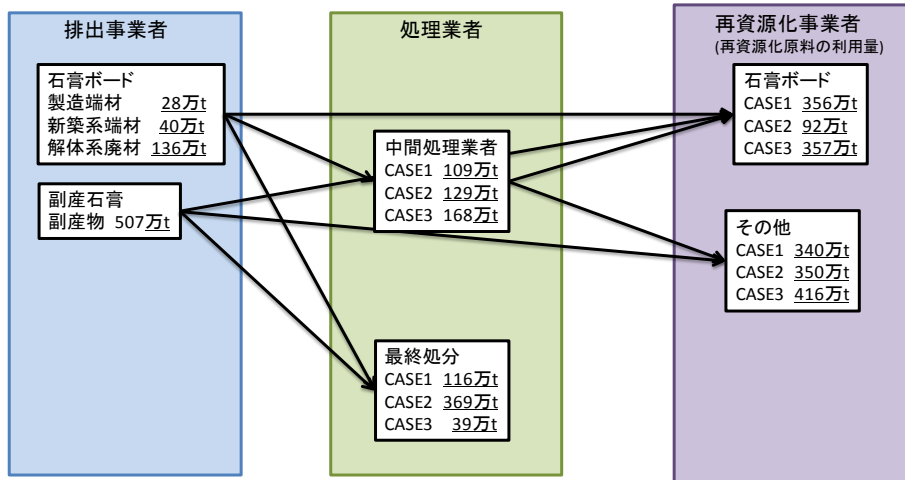 排出事業者
石膏ボード
製造端材 28万t
新築系端材 40万t
解体系廃材 136万t
副産石膏
副産物 507万t
処理業者
中間処理業者
CASE1 109万t
CASE2 129万t
CASE3 168万t
最終処分
CASE1 116万t
CASE2 369万t
CASE3 39万t
再資源化事業者
(再資源化原料の利用量)
石膏ボード
CASE1 356万t
CASE2 92万t
CASE3 357万t
その他
CASE1 340万t
CASE2 350万t
CASE3 416万t